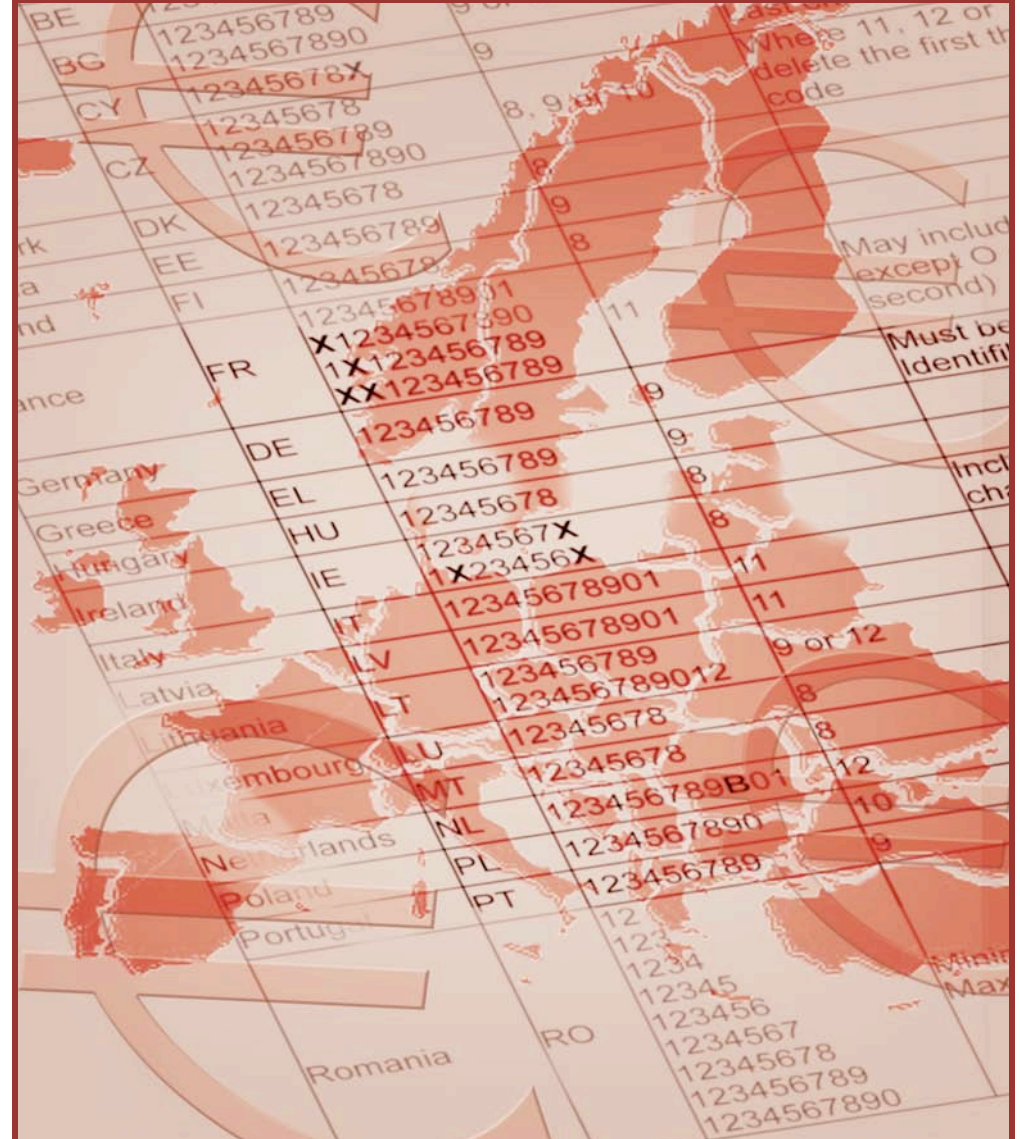 BE
123456789
BG
1234567890
9
Where 11, 12 or
delete the first th
code
CY
12345678X
CZ
12345678
123456789
1234567890
8, 9, or 10
rk
DK
12345678
8
a
EE
123456789
9
nd
FI
12345678
8
May includ
except O
second)
ance
FR
12345678901
X1234567890
1X123456789
XX123456789
11
Must be
Identifi
Germany
DE
123456789
9
Greece
EL
123456789
9
Hungary
HU
12345678
8
Incl
cha
Ireland
IE
1234567X
1X23456X
8
Italy
IT
12345678901
11
Latvia
LV
12345678901
11
Lithuania
LT
123456789
123456789012
9 or 12
Luxembourg
LU
12345678
8
Malta
MT
12345678
8
Netherlands
NL
123456789B01
12
Poland
PL
1234567890
10
Portugal
PT
123456789
9
Romania
RO
12
123
1234
12345
123456
1234567
12345678
123456789
1234567890
Max